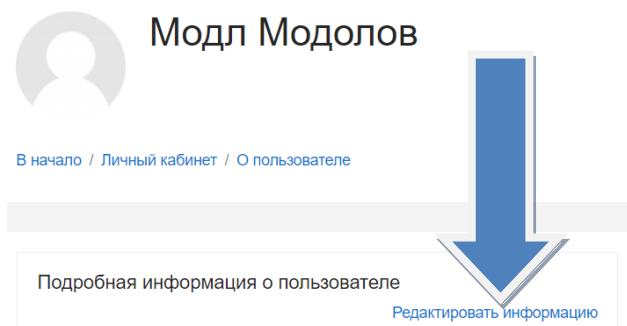 Модл Модолов
В начало / Личный кабинет / О пользователе
Подробная информация о пользователе
Редактировать информацию